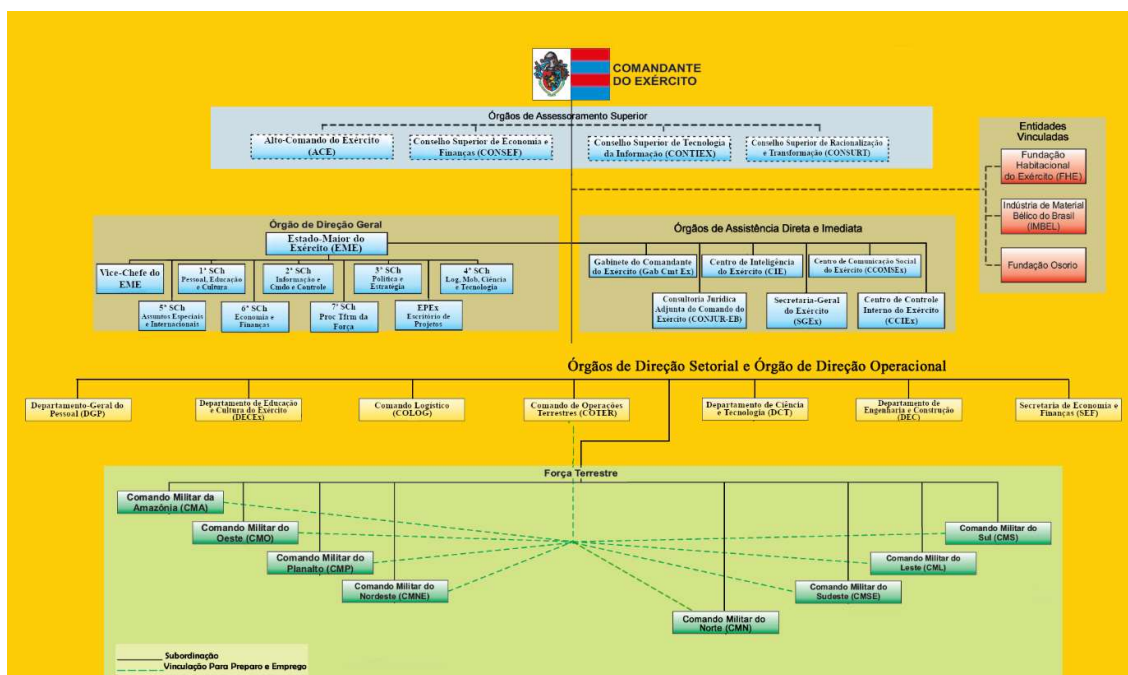 COMANDANTE
DO EXÉRCITO
Órgãos de Assessoramento Superior
Alto-Comando do Exército
(ACE)
Conselho Superior de Economia e
Finanças (CONSEF)
Conselho Superior de Tecnologia
da Informação (CONTIEX)
Conselho Superior de Racionalização
e Transformação (CONSURT)
Entidades
Vinculadas
Fundação
Habitacional
do Exército (FHE)
Indústria de Material
Bélico do Brasil
(IMBEL)
Fundação Osorio
Órgão de Direção Geral
Estado-Maior do
Exército (EME)
Vice-Chefe do
EME
1ª SCh
Pessoal, Educação
e Cultura
2ª SCh
Informação e
Cmdo e Controle
3ª SCh
Política e
Estratégia
4ª SCh
Log, Mob, Ciência
e Tecnologia
5ª SCh
Assuntos Especiais
e Internacionais
6ª SCh
Economia e
Finanças
7ª SCh
Proc Tfrm da
Força
EPEx
Escritório de
Projetos
Órgãos de Assistência Direta e Imediata
Gabinete do Comandante
do Exército (Gab Cmt Ex)
Centro de Inteligência
do Exército (CIE)
Centro de Comunicação Social
do Exército (CCOMSEx)
Consultoria Jurídica
Adjunta do Comando do
Exército (CONJUR-EB)
Secretaria-Geral
do Exército
(SGEx)
Centro de Controle
Interno do Exército
(CCIEx)
Órgãos de Direção Setorial e Órgão de Direção Operacional
Departamento-Geral do
Pessoal (DGP)
Departamento de Educação
e Cultura do Exército
(DECEx)
Comando Logístico
(COLOG)
Comando de Operações
Terrestres (COTER)
Departamento de Ciência
e Tecnologia (DCT)
Departamento de
Engenharia e Construção
(DEC)
Secretaria de Economia e
Finanças (SEF)
Força Terrestre
Comando Militar da
Amazônia (CMA)
Comando Militar do
Oeste (CMO)
Comando Militar do
Planalto (CMP)
Comando Militar do
Nordeste (CMNE)
Comando Militar do
Norte (CMN)
Comando Militar do
Sudeste (CMSE)
Comando Militar do
Leste (CML)
Comando Militar do
Sul (CMS)
Subordinação
Vinculação Para Preparo e Emprego